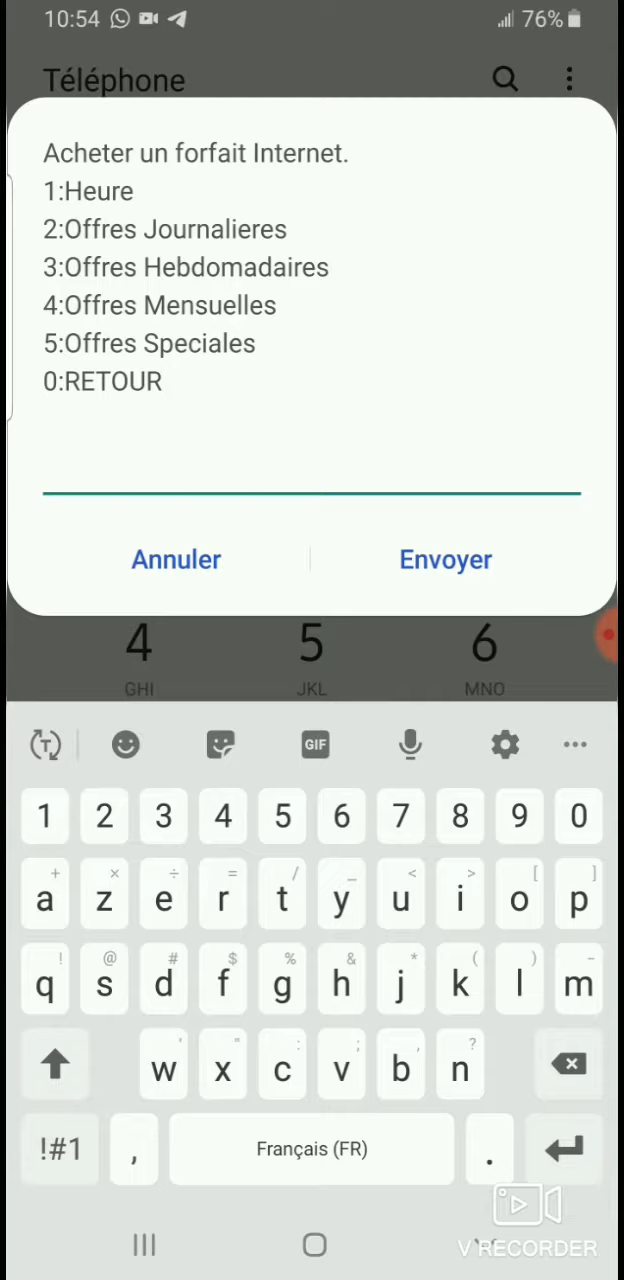 10:54 76%
Téléphone
Acheter un forfait Internet.
1:Heure
2:Offres Journalieres
3:Offres Hebdomadaires
4:Offres Mensuelles
5:Offres Speciales
0:RETOUR
Annuler Envoyer
4 5 6
GHI JKL MNO
T GIF
1 2 3 4 5 6 7 8 9 0
+ × ÷ = / _ < > [ ]
a z e r t y u i o p
! @ # $ % & * ( ) -
q s d f g h j k l m
' " : ; , ?
w x c v b n
!#1 , Français (FR) .
V RECORDER